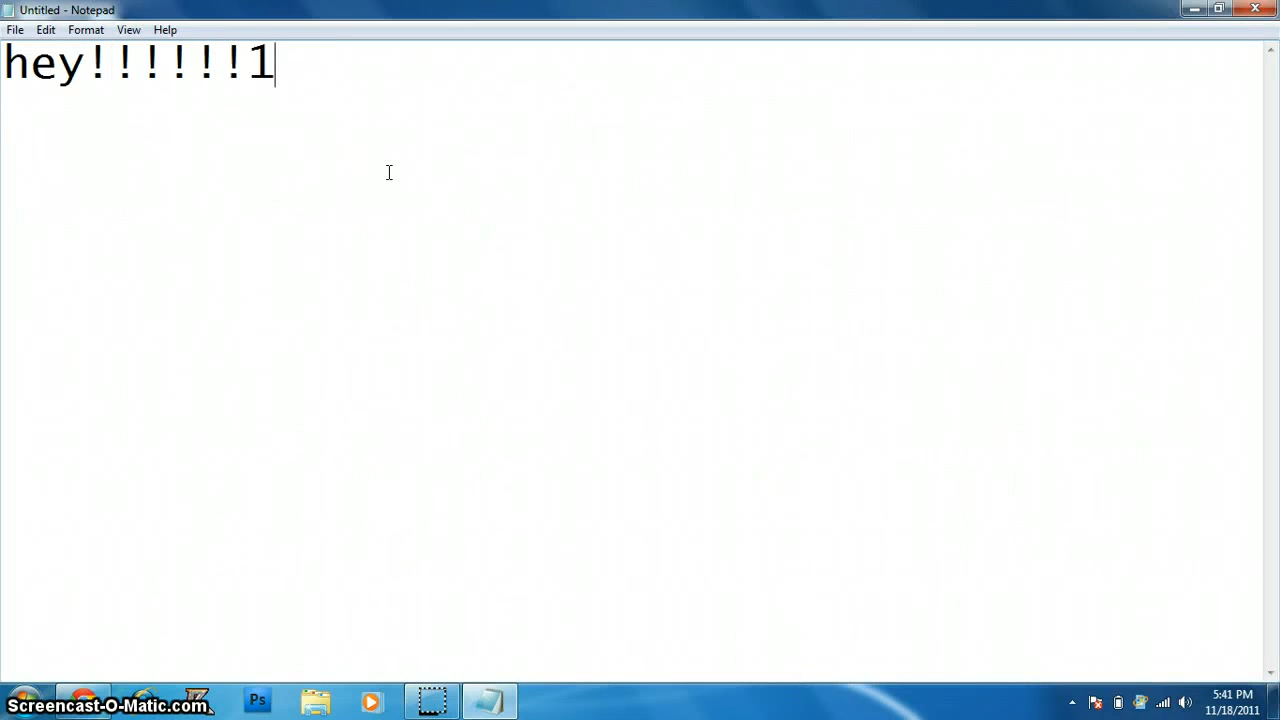 Untitled - Notepad
File Edit Format View Help
hey!!!!!!1
Ps
5:41 PM
Screencast-O-Matic.com
11/18/2011